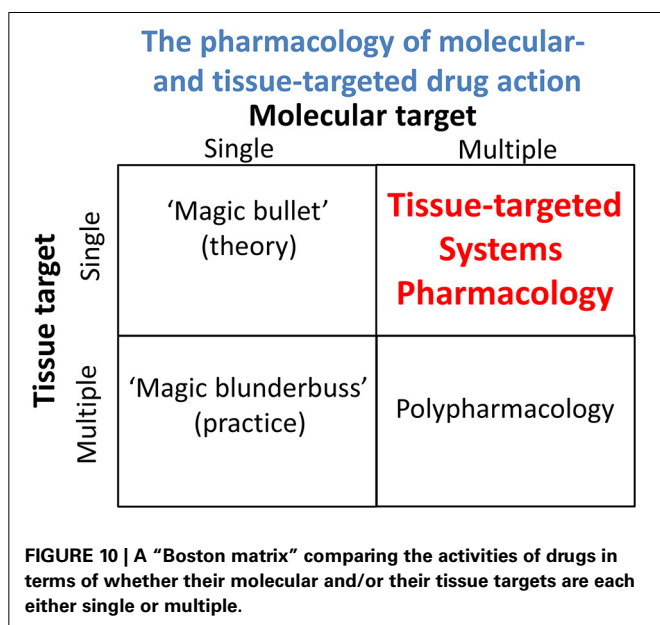 The pharmacology of molecular-
and tissue-targeted drug action
Molecular target
Single
Multiple
Tissue target
Single
Multiple
‘Magic bullet’
(theory)
Tissue-targeted
Systems
Pharmacology
‘Magic blunderbuss’
(practice)
Polypharmacology
FIGURE 10 | A “Boston matrix” comparing the activities of drugs in
terms of whether their molecular and/or their tissue targets are each
either single or multiple.